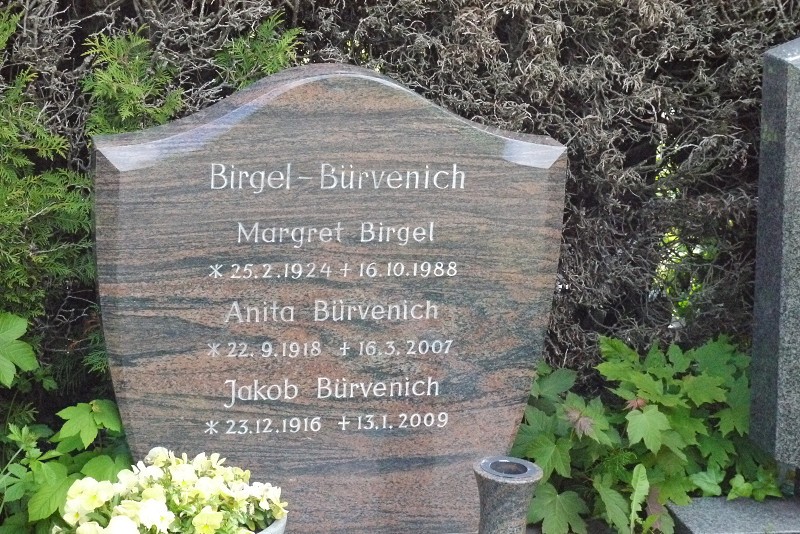 Birgel-Bürvenich
Margret Birgel
* 25.2.1924 † 16.10.1988
Anita Bürvenich
* 22.9.1918 † 16.3.2007
Jakob Bürvenich
* 23.12.1916 † 13.1.2009